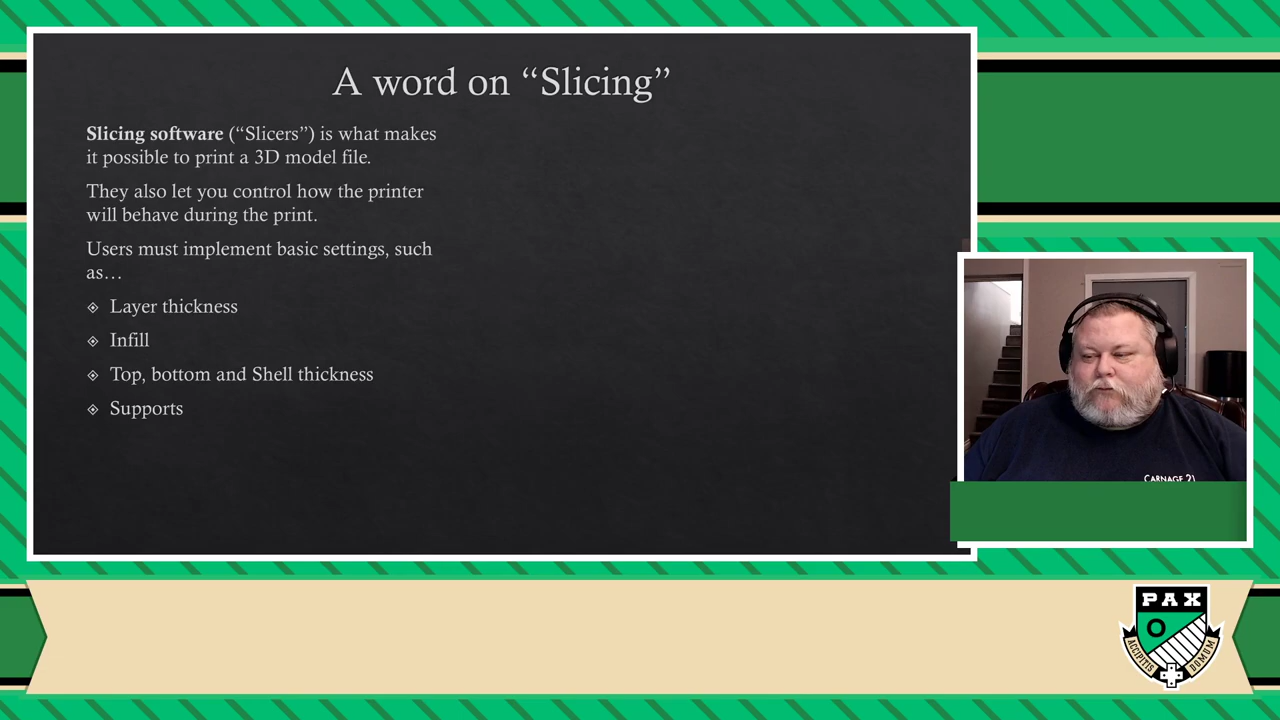 A word on “Slicing”
Slicing software (“Slicers”) is what makes
it possible to print a 3D model file.
They also let you control how the printer
will behave during the print.
Users must implement basic settings, such
as…
Layer thickness
Infill
Top, bottom and Shell thickness
Supports
CARNAGE 21
PAX
O
ACCIPITIS DOMUM